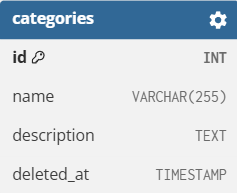 categories
id INT
name VARCHAR(255)
description TEXT
deleted_at TIMESTAMP